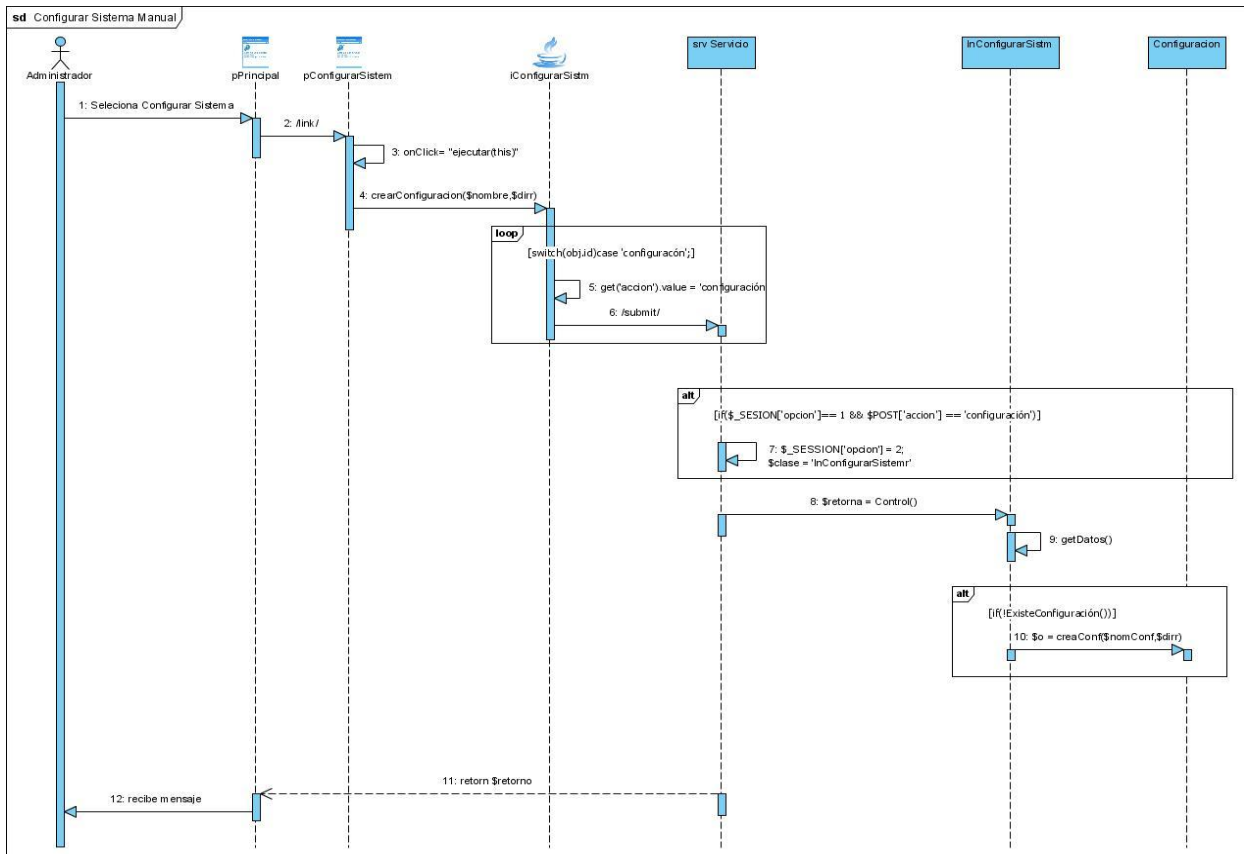 sd Configurar Sistema Manual
Administrador
pPrincipal
pConfigurarSistem
iConfigurarSistm
srv Servicio
InConfigurarSistm
Configuracion
1: Seleciona Configurar Sistema
2: /link/
3: onClick= "ejecutar(this)"
4: crearConfiguracion($nombre,$dirr)
loop
[switch(obj.id)case 'configuracón';]
5: get('accion').value = 'configuración
6: /submit/
alt
[if($_SESION['opcion']== 1 && $POST['accion'] == 'configuración')]
7: $_SESSION['opcion'] = 2;
$clase = 'InConfigurarSistemr'
8: $retorna = Control()
9: getDatos()
alt
[if(!ExisteConfiguración())]
10: $o = creaConf($nomConf,$dirr)
11: retorn $retorno
12: recibe mensaje